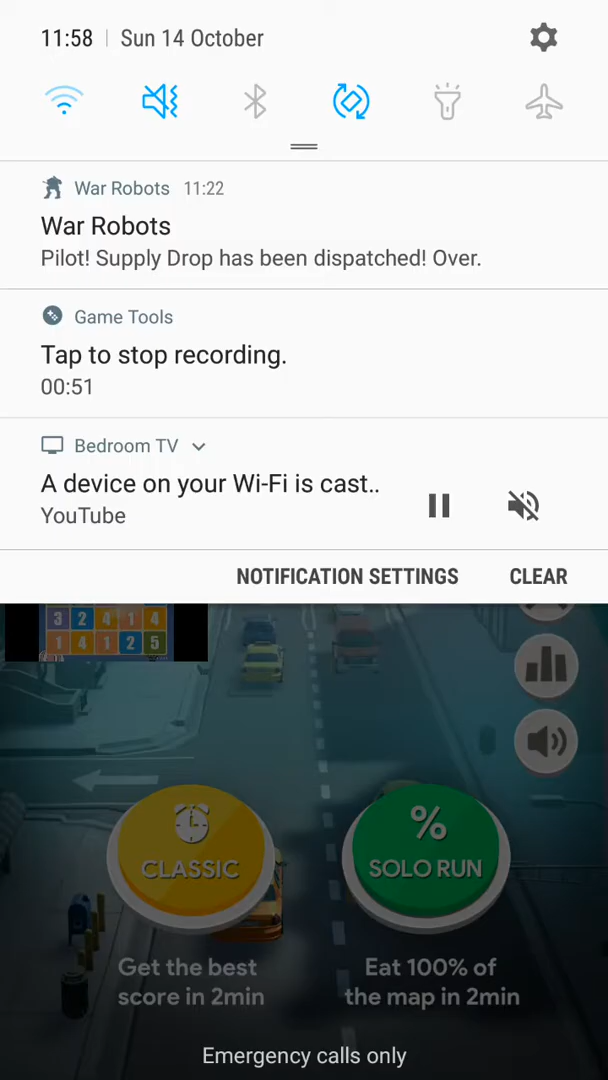 11:58 | Sun 14 October
War Robots 11:22
War Robots
Pilot! Supply Drop has been dispatched! Over.
Game Tools
Tap to stop recording.
00:51
Bedroom TV
A device on your Wi-Fi is cast..
YouTube
NOTIFICATION SETTINGS CLEAR
3 2 4 1 4
1 4 1 2 5
%
CLASSIC SOLO RUN
Get the best
score in 2min
Eat 100% of
the map in 2min
Emergency calls only